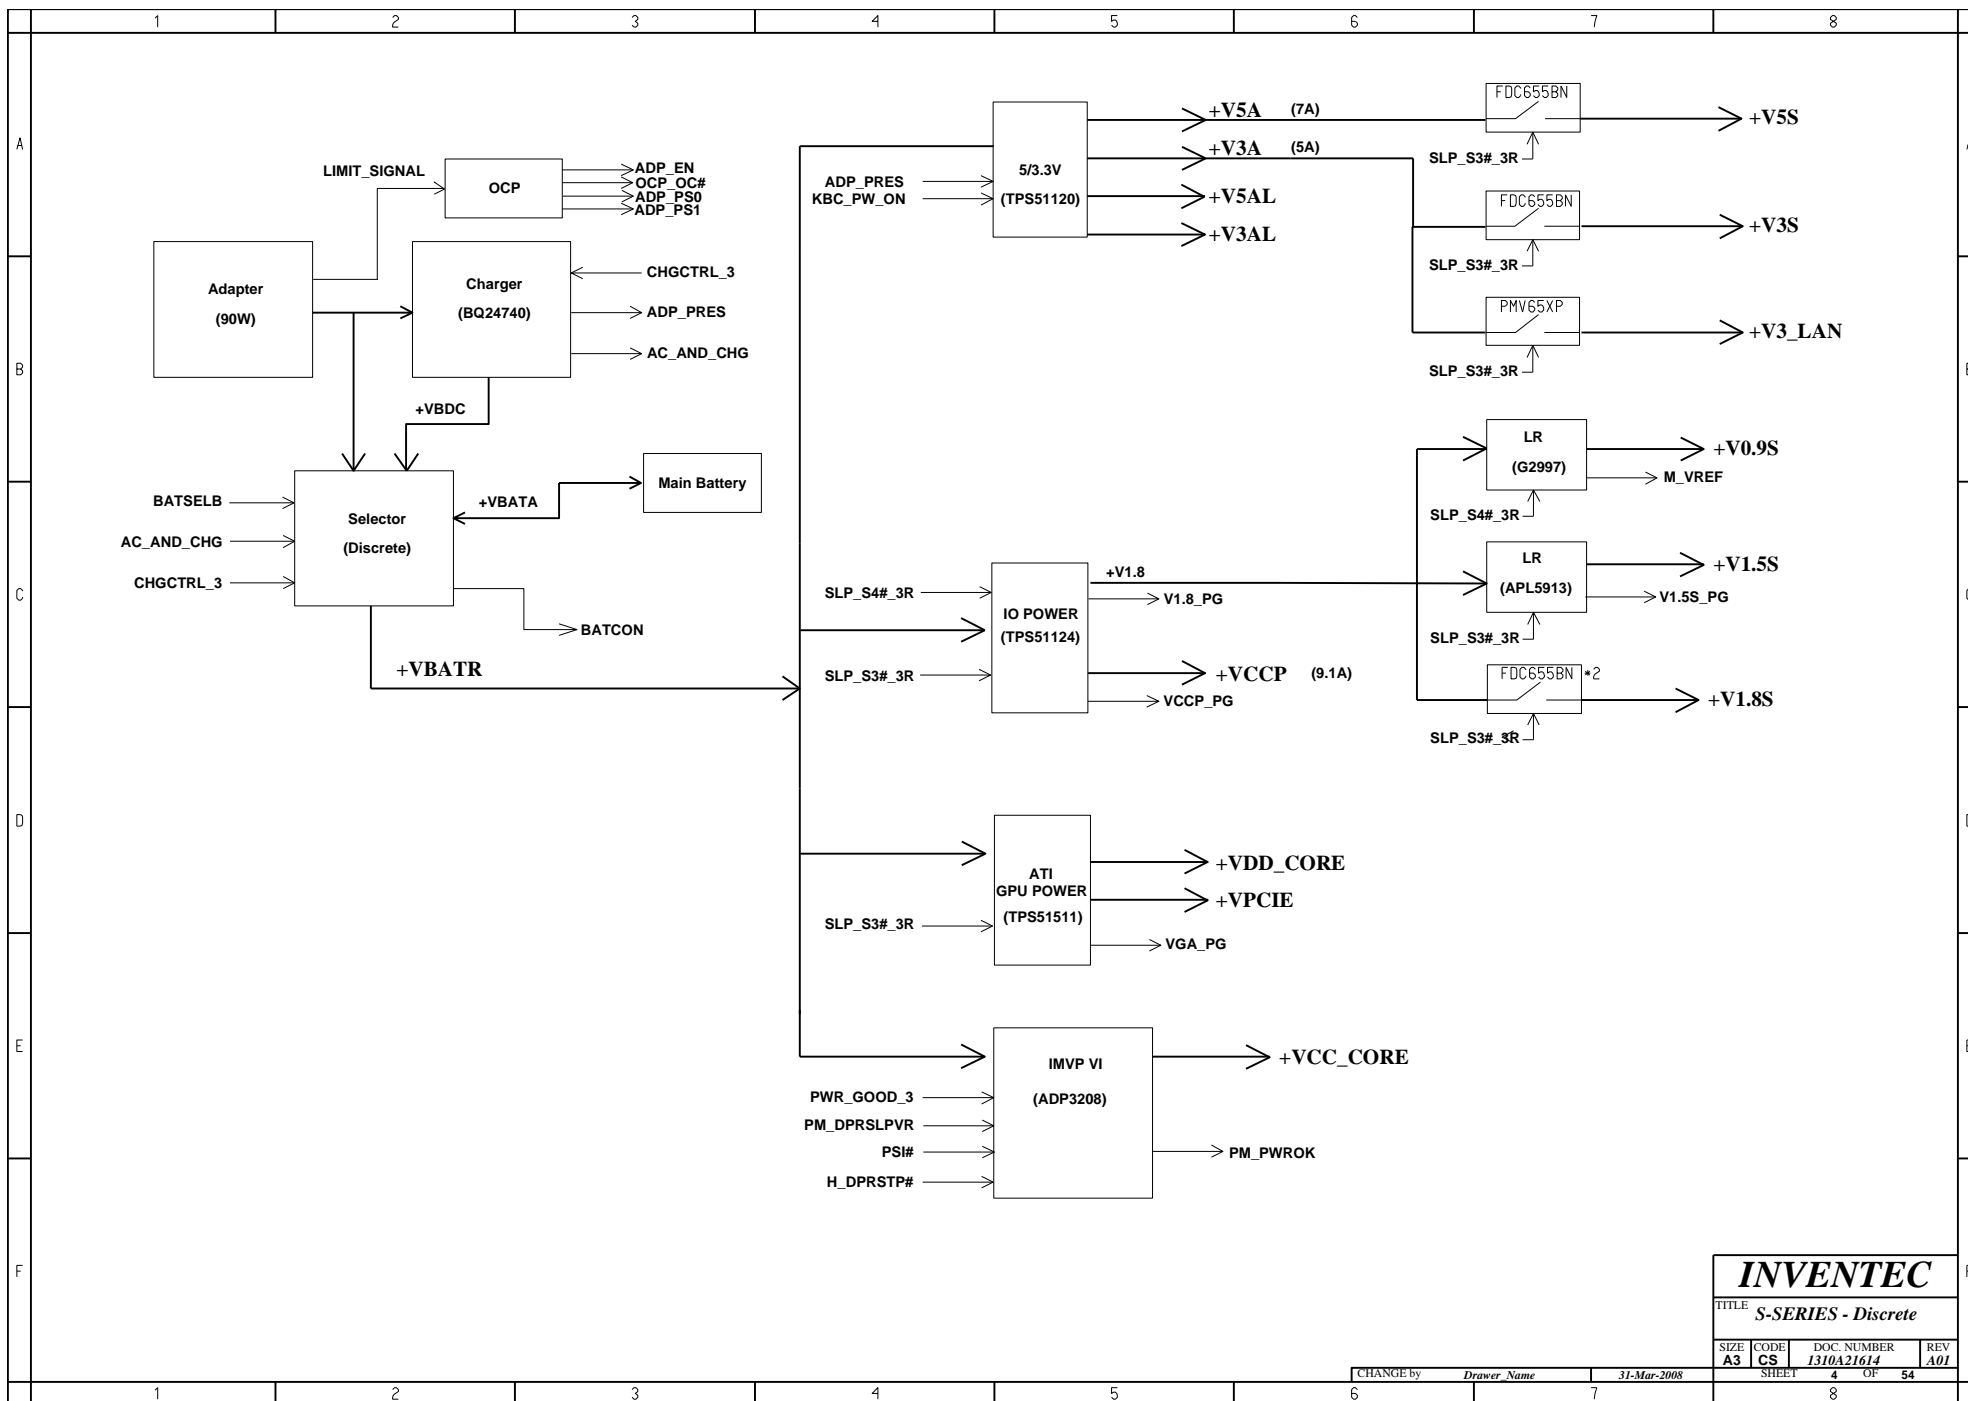 1 2 3 4 5 6 7 8
A
B
C
D
E
F
LIMIT_SIGNAL
OCP
ADP_EN
OCP_OC#
ADP_PS0
ADP_PS1
Adapter
(90W)
Charger
(BQ24740)
CHGCTRL_3
ADP_PRES
AC_AND_CHG
+VBDC
BATSELB
AC_AND_CHG
CHGCTRL_3
Selector
(Discrete)
+VBATA
Main Battery
BATCON
+VBATR
ADP_PRES
KBC_PW_ON
5/3.3V
(TPS51120)
+V5A (7A)
+V3A (5A)
+V5AL
+V3AL
FDC655BN
SLP_S3#_3R
+V5S
FDC655BN
SLP_S3#_3R
+V3S
PMV65XP
SLP_S3#_3R
+V3_LAN
SLP_S4#_3R
SLP_S3#_3R
IO POWER
(TPS51124)
+V1.8
V1.8_PG
+VCCP (9.1A)
VCCP_PG
LR
(G2997)
SLP_S4#_3R
+V0.9S
M_VREF
LR
(APL5913)
SLP_S3#_3R
+V1.5S
V1.5S_PG
FDC655BN *2
SLP_S3#_3R
+V1.8S
SLP_S3#_3R
ATI
GPU POWER
(TPS51511)
+VDD_CORE
+VPCIE
VGA_PG
IMVP VI
(ADP3208)
PWR_GOOD_3
PM_DPRSLPVR
PSI#
H_DPRSTP#
+VCC_CORE
PM_PWROK
INVENTEC
TITLE S-SERIES - Discrete
SIZE CODE DOC. NUMBER REV
A3 CS 1310A21614 A01
CHANGE by Drawer_Name 31-Mar-2008 SHEET 4 OF 54
1 2 3 4 5 6 7 8